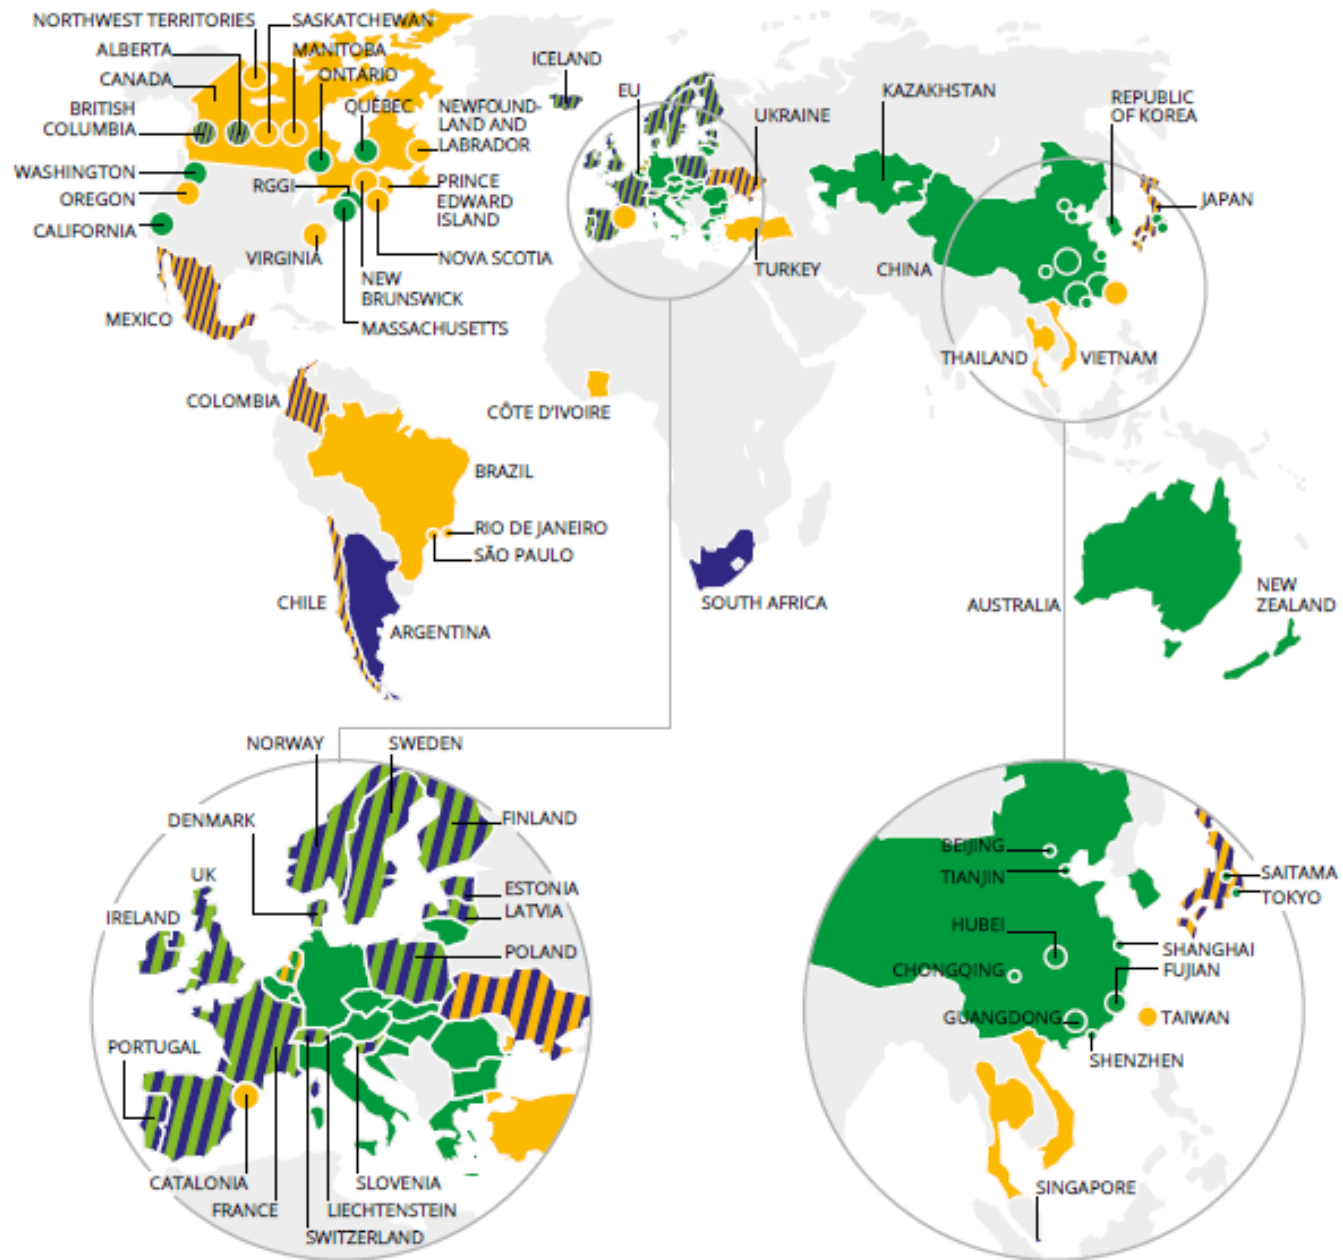 NORTHWEST TERRITORIES
SASKATCHEWAN
ALBERTA
MANITOBA
CANADA
ONTARIO
BRITISH
COLUMBIA
QUÉBEC
NEWFOUND-
LAND AND
LABRADOR
WASHINGTON
OREGON
RGGI
PRINCE
EDWARD
ISLAND
CALIFORNIA
VIRGINIA
NOVA SCOTIA
NEW
BRUNSWICK
MEXICO
MASSACHUSETTS
ICELAND
EU
UKRAINE
KAZAKHSTAN
REPUBLIC
OF KOREA
JAPAN
TURKEY
CHINA
THAILAND
VIETNAM
COLOMBIA
CÔTE D'IVOIRE
BRAZIL
RIO DE JANEIRO
SÃO PAULO
CHILE
ARGENTINA
SOUTH AFRICA
AUSTRALIA
NEW
ZEALAND
NORWAY
SWEDEN
DENMARK
FINLAND
UK
ESTONIA
IRELAND
LATVIA
POLAND
PORTUGAL
CATALONIA
SLOVENIA
FRANCE
LIECHTENSTEIN
SWITZERLAND
BEIJING
TIANJIN
SAITAMA
TOKYO
HUBEI
SHANGHAI
CHONGQING
FUJIAN
GUANGDONG
TAIWAN
SHENZHEN
SINGAPORE